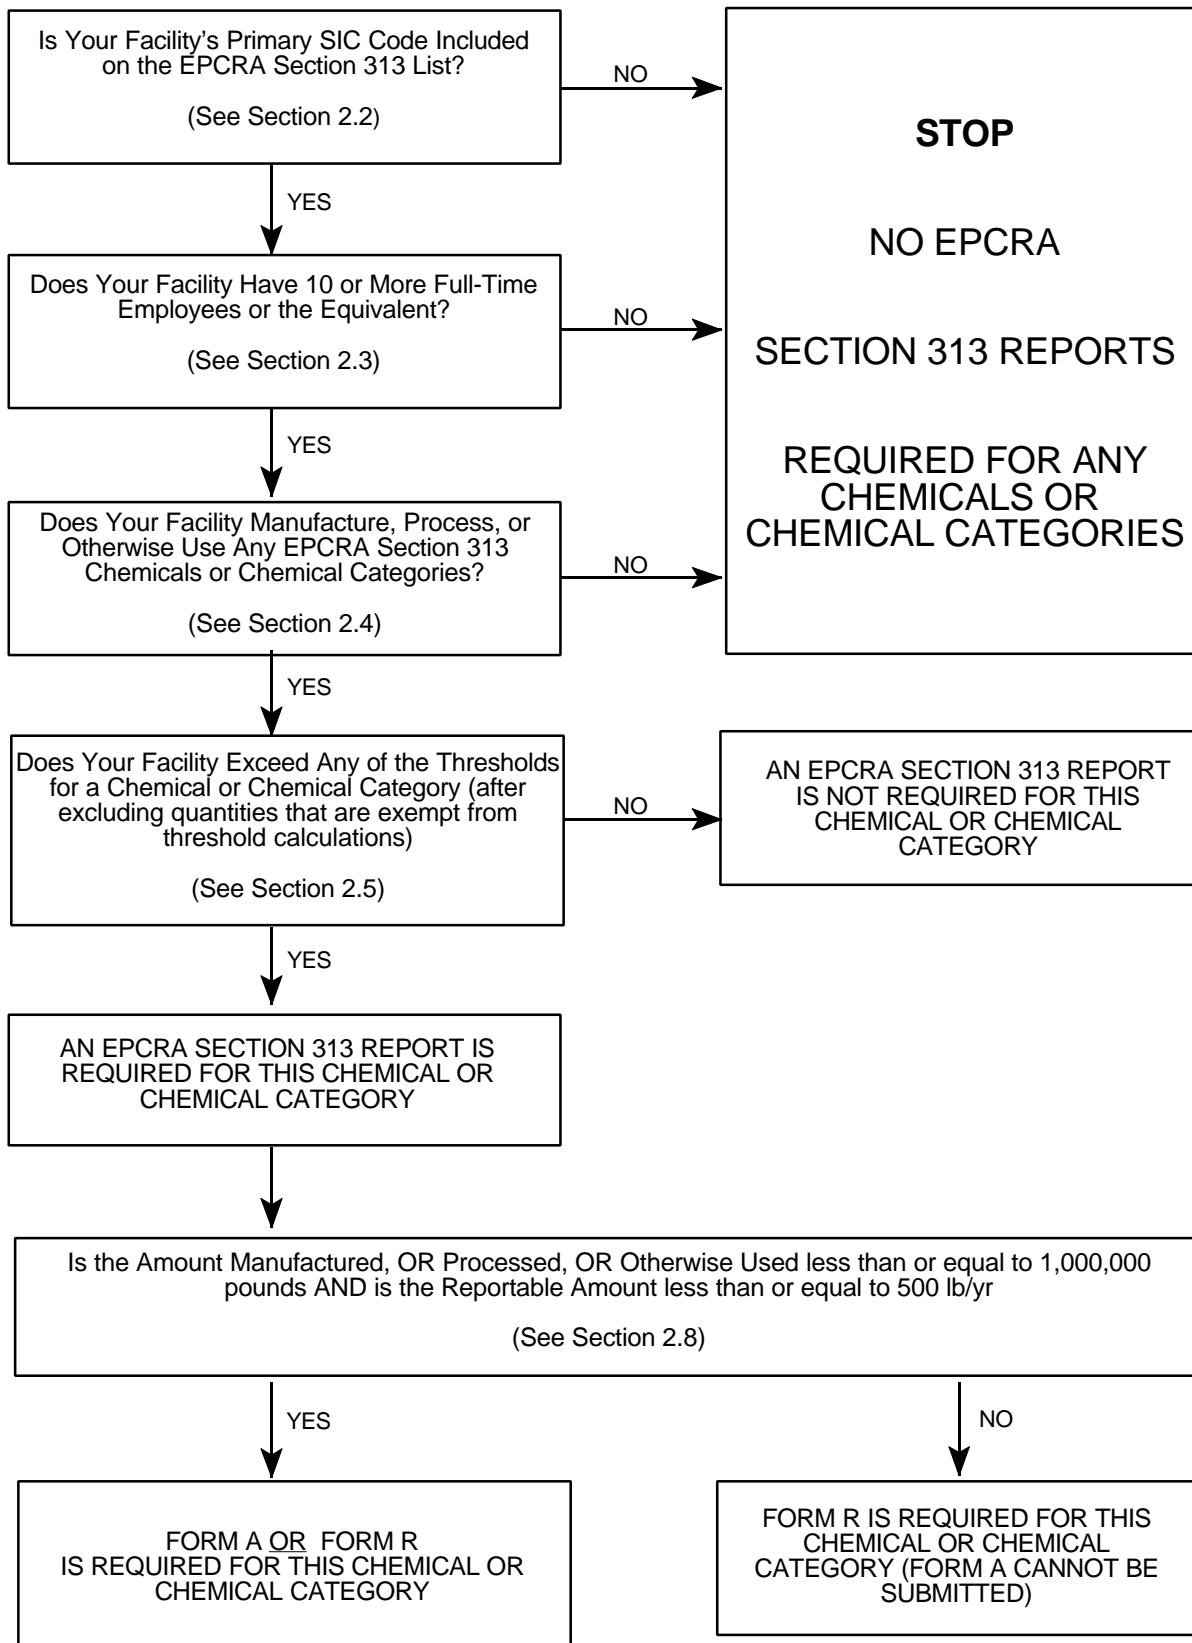 Is Your Facility's Primary SIC Code Included
on the EPCRA Section 313 List?
(See Section 2.2)
NO
STOP
NO EPCRA
SECTION 313 REPORTS
REQUIRED FOR ANY
CHEMICALS OR
CHEMICAL CATEGORIES
YES
Does Your Facility Have 10 or More Full-Time
Employees or the Equivalent?
(See Section 2.3)
NO
YES
Does Your Facility Manufacture, Process, or
Otherwise Use Any EPCRA Section 313
Chemicals or Chemical Categories?
(See Section 2.4)
NO
YES
Does Your Facility Exceed Any of the Thresholds
for a Chemical or Chemical Category (after
excluding quantities that are exempt from
threshold calculations)
(See Section 2.5)
NO
AN EPCRA SECTION 313 REPORT
IS NOT REQUIRED FOR THIS
CHEMICAL OR CHEMICAL
CATEGORY
YES
AN EPCRA SECTION 313 REPORT IS
REQUIRED FOR THIS CHEMICAL OR
CHEMICAL CATEGORY
Is the Amount Manufactured, OR Processed, OR Otherwise Used less than or equal to 1,000,000
pounds AND is the Reportable Amount less than or equal to 500 lb/yr
(See Section 2.8)
YES
NO
FORM A OR FORM R
IS REQUIRED FOR THIS CHEMICAL OR
CHEMICAL CATEGORY
FORM R IS REQUIRED FOR THIS
CHEMICAL OR CHEMICAL
CATEGORY (FORM A CANNOT BE
SUBMITTED)